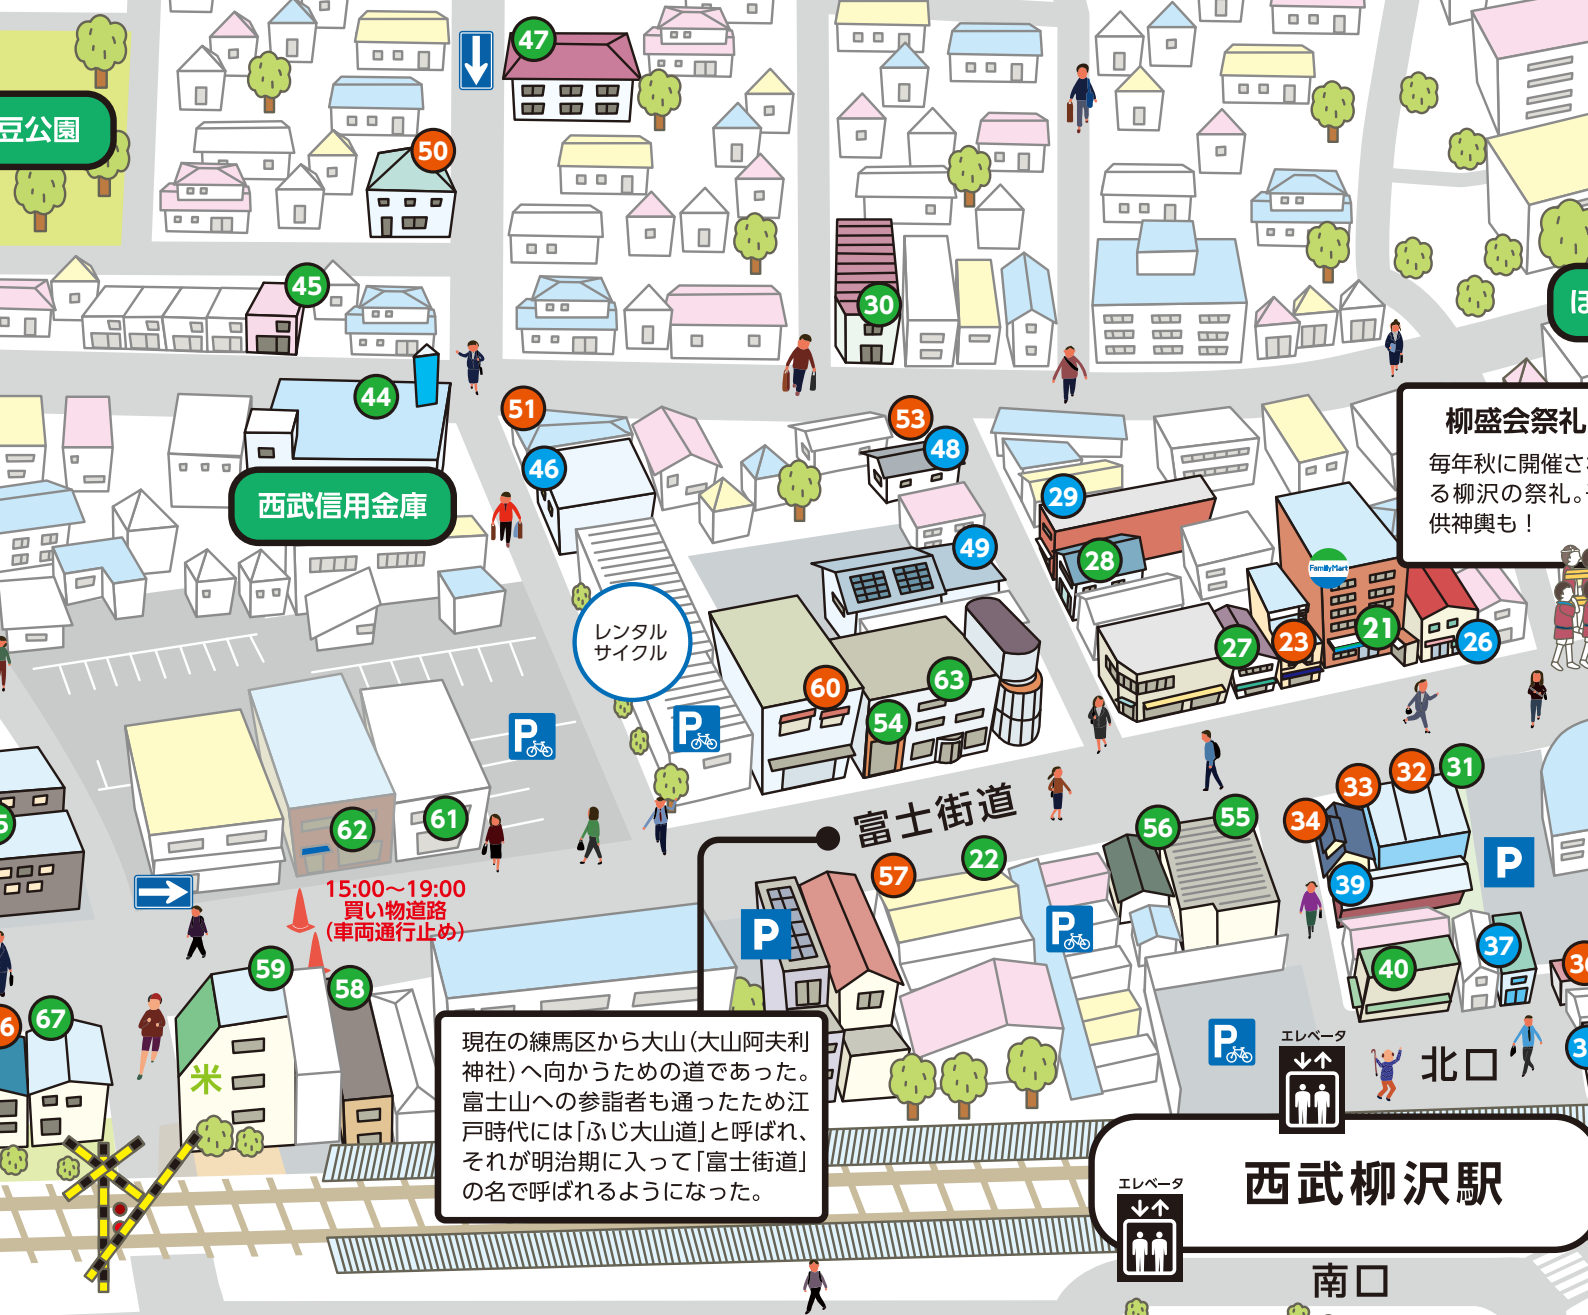 47
50
豆公園
45
30
44
51
53
48
46
西武信用金庫
29
49
28
FamilyMart
柳盛会祭礼
毎年秋に開催さ
る柳沢の祭礼。
供神輿も！
レンタル
サイクル
27
23
21
26
60
63
54
P
P
62
61
富士街道
31
32
33
34
55
56
22
57
39
P
15:00～19:00
買い物道路
(車両通行止め)
P
P
37
40
59
58
67
米
P
現在の練馬区から大山（大山阿夫利
神社）へ向かうための道であった。
富士山への参詣者も通ったため江
戸時代には「ふじ大山道」と呼ばれ、
それが明治期に入って「富士街道」
の名で呼ばれるようになった。
エレベータ
北口
西武柳沢駅
エレベータ
南口